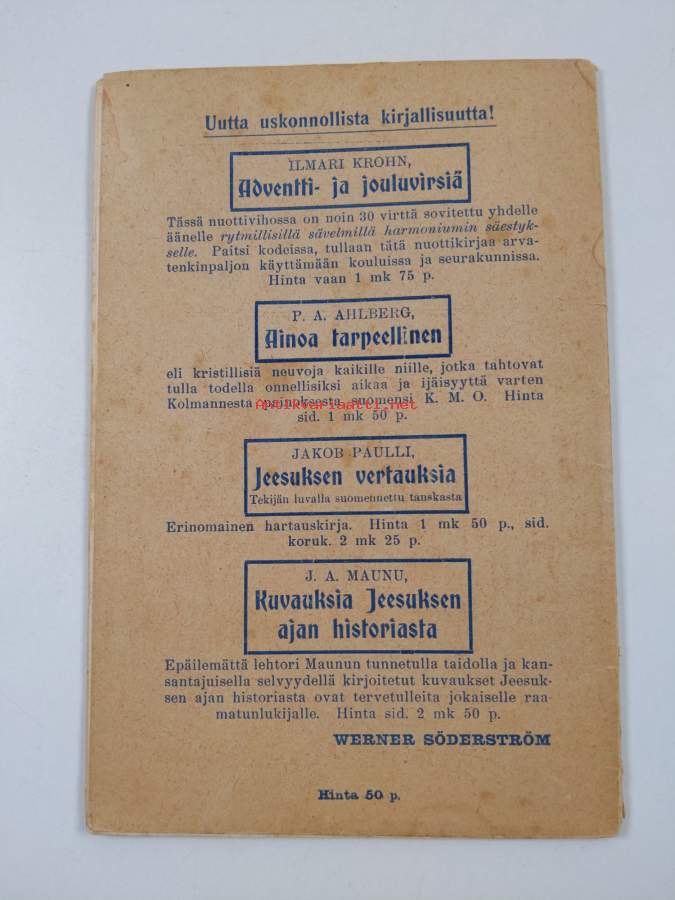 Uutta uskonnollista kirjallisuutta!
ILMARI KROHN,
Adventti- ja jouluvirsiä
Tässä nuottivihossa on noin 30 virttä sovitettu yhdelle
äänelle rytmillisillä sävelmillä harmoniumin säestyk-
selle. Paitsi kodeissa, tullaan tätä nuottikirjaa arva-
tenkinpaljon käyttämään kouluissa ja seurakunnissa.
Hinta vaan 1 mk 75 p.
P. A. AHLBERG,
Ainoa tarpeellinen
eli kristillisiä neuvoja kaikille niille, jotka tahtovat
tulla todella onnellisiksi aikaa ja ijäisyyttä varten
Kolmannesta painoksesta suomensi K. M. O. Hinta
Antikvariaatti.net
sid. 1 mk 50 p.
JAKOB PAULLI,
Jeesuksen vertauksia
Tekijän luvalla suomennettu tanskasta
Erinomainen hartauskirja. Hinta 1 mk 50 p., sid.
koruk. 2 mk 25 p.
J. A. MAUNU,
Kuvauksia Jeesuksen
ajan historiasta
Epäilemättä lehtori Maunun tunnetulla taidolla ja kan-
santajuisella selvyydellä kirjoitetut kuvaukset Jeesuk-
sen ajan historiasta ovat tervetulleita jokaiselle raa-
matunlukijalle. Hinta sid. 2 mk 50 p.
WERNER SÖDERSTRÖM
Hinta 50 p.